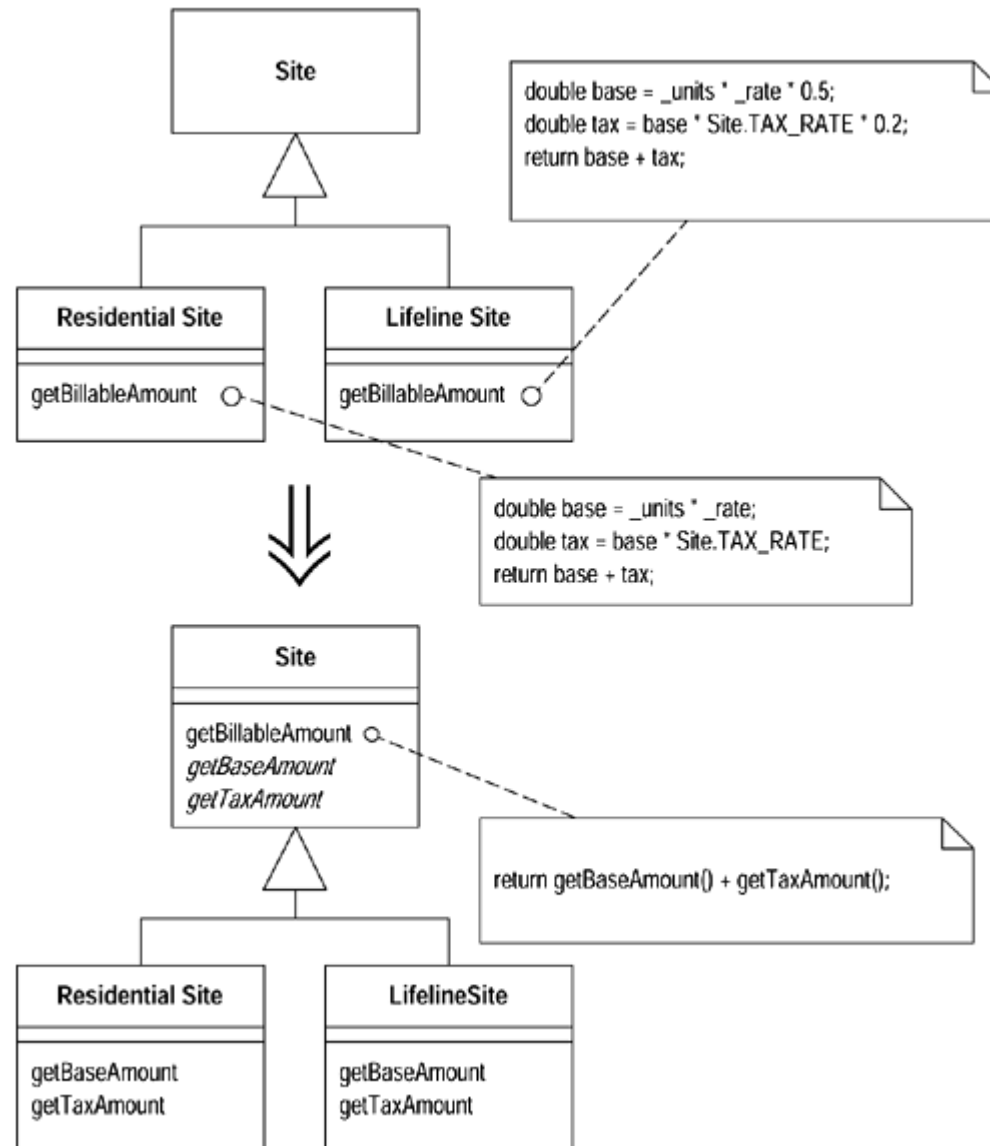 Site
double base = _units * _rate * 0.5;
double tax = base * Site.TAX_RATE * 0.2;
return base + tax;
Residential Site
getBillableAmount
Lifeline Site
getBillableAmount
double base = _units * _rate;
double tax = base * Site.TAX_RATE;
return base + tax;
Site
getBillableAmount
getBaseAmount
getTaxAmount
return getBaseAmount() + getTaxAmount();
Residential Site
getBaseAmount
getTaxAmount
LifelineSite
getBaseAmount
getTaxAmount